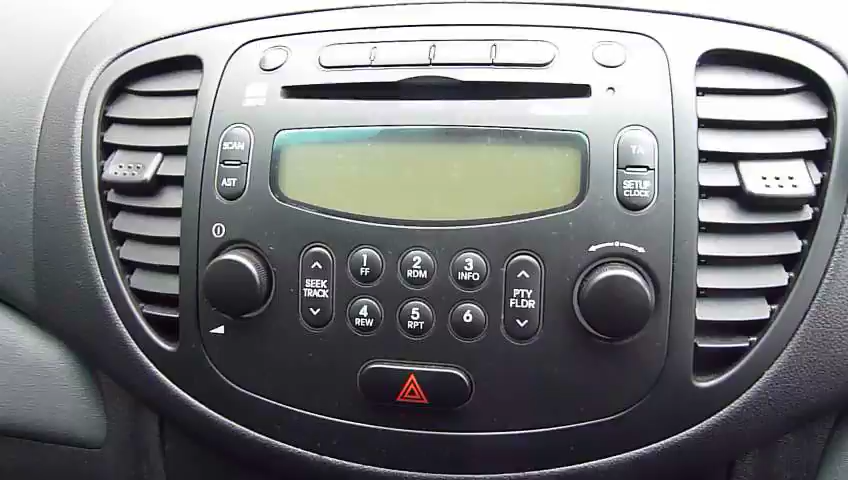 SCAN
AST
TA
SETUP
CLOCK
SEEK
TRACK
1
FF
2
RDM
3
INFO
4
REW
5
RPT
6
PTY
FLDR